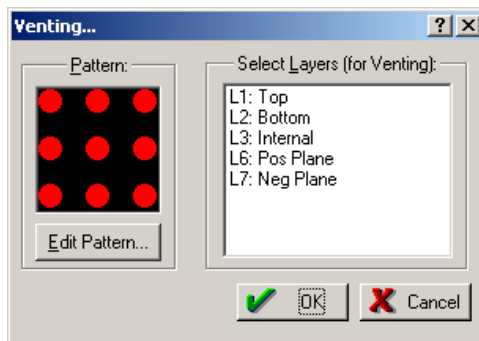 Venting...
Pattern:
Edit Pattern...
Select Layers (for Venting):
L1: Top
L2: Bottom
L3: Internal
L6: Pos Plane
L7: Neg Plane
OK
Cancel